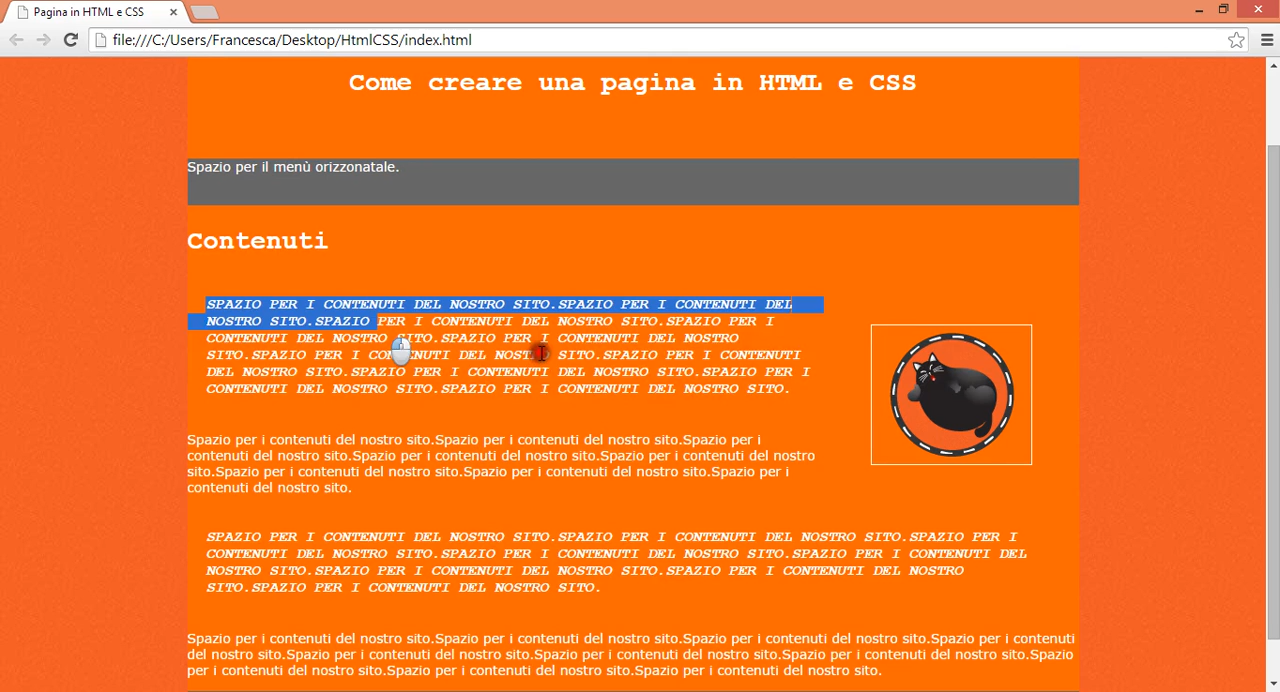 Pagina in HTML e CSS
file:///C:/Users/Francesca/Desktop/HtmlCSS/index.html
Come creare una pagina in HTML e CSS
Spazio per il menù orizzonatale.
Contenuti
SPAZIO PER I CONTENUTI DEL NOSTRO SITO.SPAZIO PER I CONTENUTI DEL
NOSTRO SITO.SPAZIO PER I CONTENUTI DEL NOSTRO SITO.SPAZIO PER I
CONTENUTI DEL NOSTRO SITO.SPAZIO PER I CONTENUTI DEL NOSTRO
SITO.SPAZIO PER I CONTENUTI DEL NOSTRO SITO.SPAZIO PER I CONTENUTI
DEL NOSTRO SITO.SPAZIO PER I CONTENUTI DEL NOSTRO SITO.SPAZIO PER I
CONTENUTI DEL NOSTRO SITO.SPAZIO PER I CONTENUTI DEL NOSTRO SITO.
Spazio per i contenuti del nostro sito.Spazio per i contenuti del nostro sito.Spazio per i
contenuti del nostro sito.Spazio per i contenuti del nostro sito.Spazio per i contenuti del nostro
sito.Spazio per i contenuti del nostro sito.Spazio per i contenuti del nostro sito.Spazio per i
contenuti del nostro sito.
SPAZIO PER I CONTENUTI DEL NOSTRO SITO.SPAZIO PER I CONTENUTI DEL NOSTRO SITO.SPAZIO PER I
CONTENUTI DEL NOSTRO SITO.SPAZIO PER I CONTENUTI DEL NOSTRO SITO.SPAZIO PER I CONTENUTI DEL
NOSTRO SITO.SPAZIO PER I CONTENUTI DEL NOSTRO SITO.SPAZIO PER I CONTENUTI DEL NOSTRO
SITO.SPAZIO PER I CONTENUTI DEL NOSTRO SITO.
Spazio per i contenuti del nostro sito.Spazio per i contenuti del nostro sito.Spazio per i contenuti del nostro sito.Spazio per i contenuti
del nostro sito.Spazio per i contenuti del nostro sito.Spazio per i contenuti del nostro sito.Spazio per i contenuti del nostro sito.Spazio
per i contenuti del nostro sito.Spazio per i contenuti del nostro sito.Spazio per i contenuti del nostro sito.